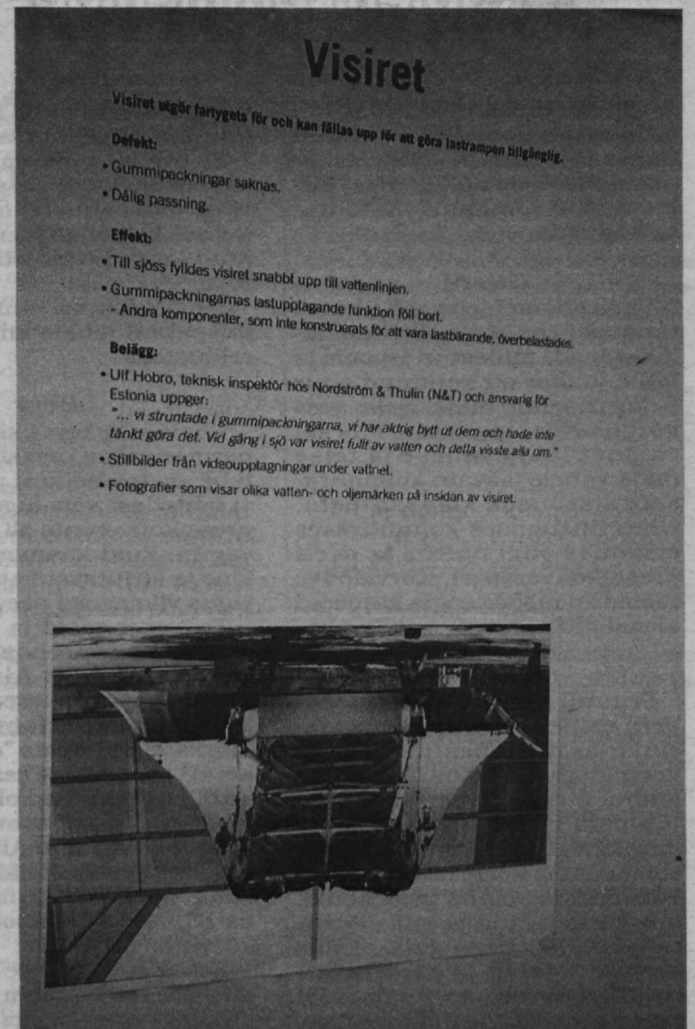 Visiret
Visiret utgör fartygets för och kan fällas upp för att göra lastrampen tillgänglig.
Defekt:
• Gummipackningar saknas.
• Dålig passning.
Effekt:
• Till sjöss fylldes visiret snabbt upp till vattenlinjen.
• Gummipackningarnas lastupptagande funktion föll bort.
- Andra komponenter, som inte konstruerats för att vara lastbärande, överbelastades.
Belägg:
• Ulf Hobro, teknisk inspektör hos Nordström & Thulin (N&T) och ansvarig för
Estonia uppger:
"... vi struntade i gummipackningarna, vi har aldrig bytt ut dem och hade inte
tänkt göra det. Vid gång i sjö var visiret fullt av vatten och detta visste alla om."
• Stillbilder från videoupptagningar under vattnet.
• Fotografier som visar olika vatten- och oljemärken på insidan av visiret.